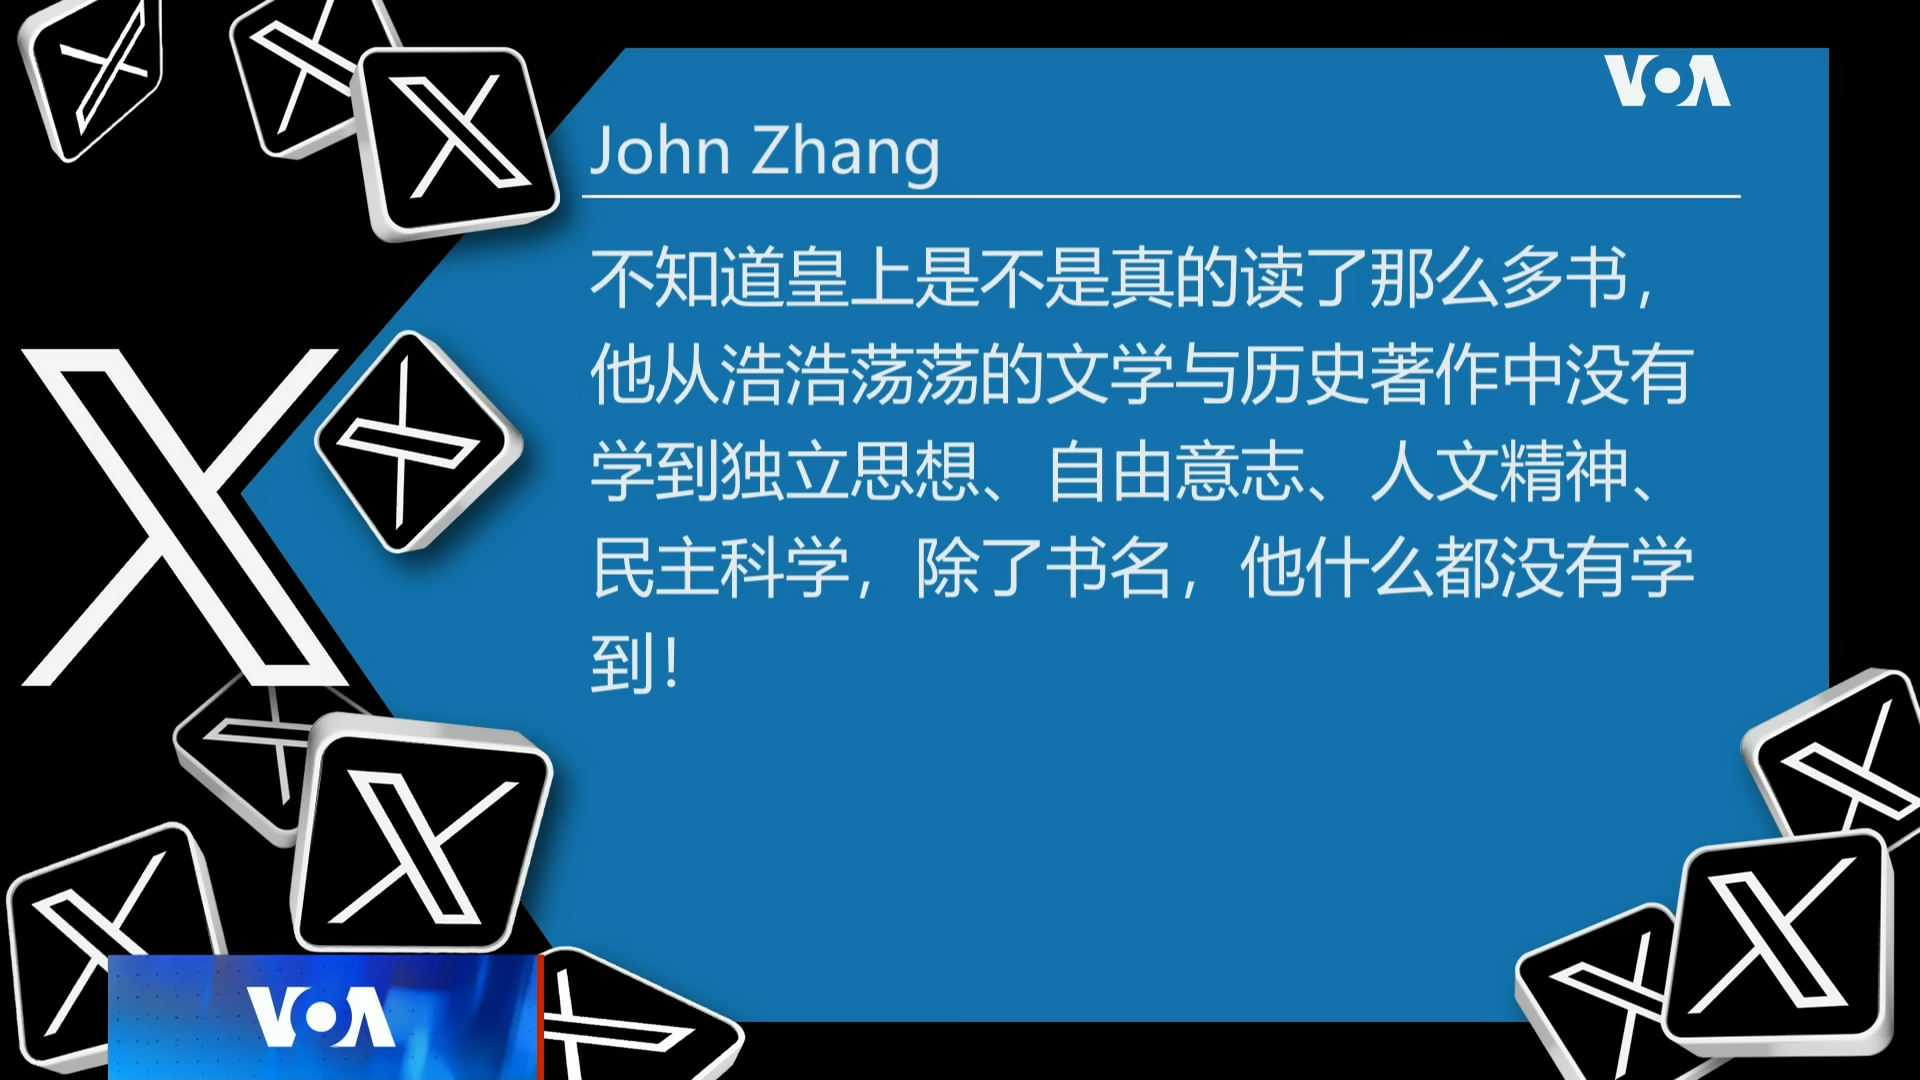 VOA
John Zhang
不知道皇上是不是真的读了那么多书，
他从浩浩荡荡的文学与历史著作中没有
学到独立思想、自由意志、人文精神、
民主科学，除了书名，他什么都没有学
到！
VOA